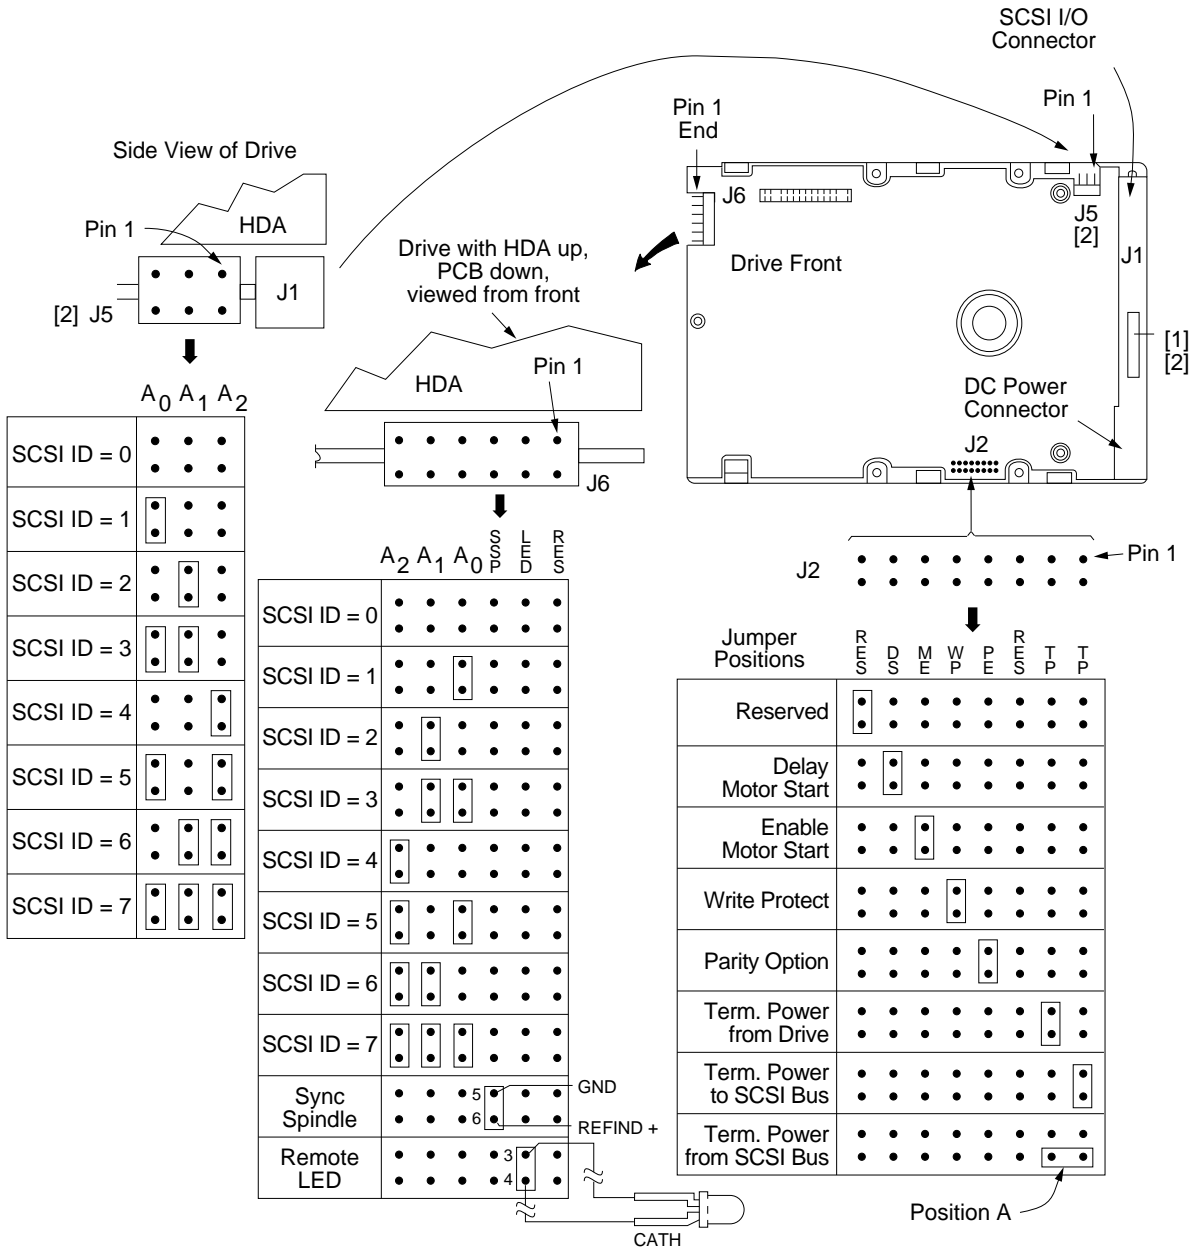 SCSI I/O
Connector
Pin 1
Pin 1
End
Side View of Drive
HDA
Pin 1
J1
[2] J5
Drive with HDA up,
PCB down,
viewed from front
HDA
Pin 1
J6
J6
Drive Front
J5
[2]
J1
[1]
[2]
DC Power
Connector
J2
J2
Pin 1
A0 A1 A2
SCSI ID = 0
SCSI ID = 1
SCSI ID = 2
SCSI ID = 3
SCSI ID = 4
SCSI ID = 5
SCSI ID = 6
SCSI ID = 7
A2 A1 A0 SSP LED RES
SCSI ID = 0
SCSI ID = 1
SCSI ID = 2
SCSI ID = 3
SCSI ID = 4
SCSI ID = 5
SCSI ID = 6
SCSI ID = 7
Sync
Spindle
5
6
GND
REFIND +
Remote
LED
3
4
CATH
Jumper
Positions
RES DS ME WP PE RES TP TP
Reserved
Delay
Motor Start
Enable
Motor Start
Write Protect
Parity Option
Term. Power
from Drive
Term. Power
to SCSI Bus
Term. Power
from SCSI Bus
Position A